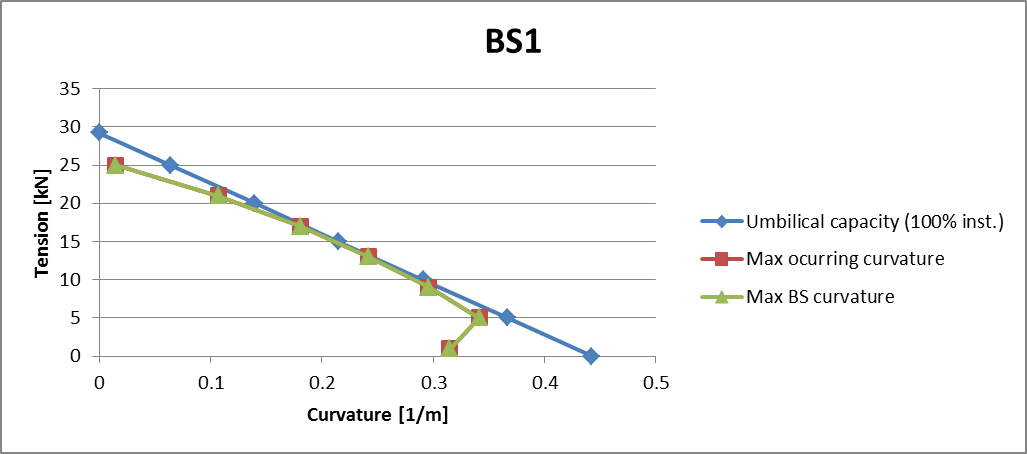 BS1
35
30
25
20
15
10
5
0
0 0.1 0.2 0.3 0.4 0.5
Tension [kN]
Curvature [1/m]
Umbilical capacity (100% inst.)
Max ocurring curvature
Max BS curvature